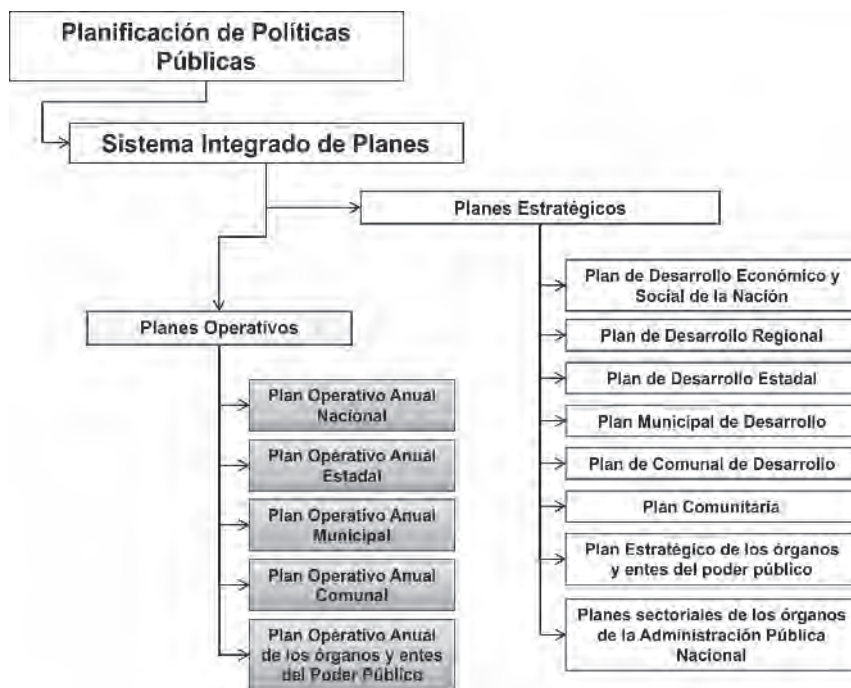 Planificación de Políticas
Públicas
Sistema Integrado de Planes
Planes Estratégicos
Plan de Desarrollo Económico y
Social de la Nación
Plan de Desarrollo Regional
Plan de Desarrollo Estadal
Plan Municipal de Desarrollo
Plan de Comunal de Desarrollo
Plan Comunitaria
Plan Estratégico de los órganos
y entes del poder público
Planes sectoriales de los órganos
de la Administración Pública
Nacional
Planes Operativos
Plan Operativo Anual
Nacional
Plan Operativo Anual
Estadal
Plan Operativo Anual
Municipal
Plan Operativo Anual
Comunal
Plan Operativo Anual
de los órganos y entes
del Poder Público